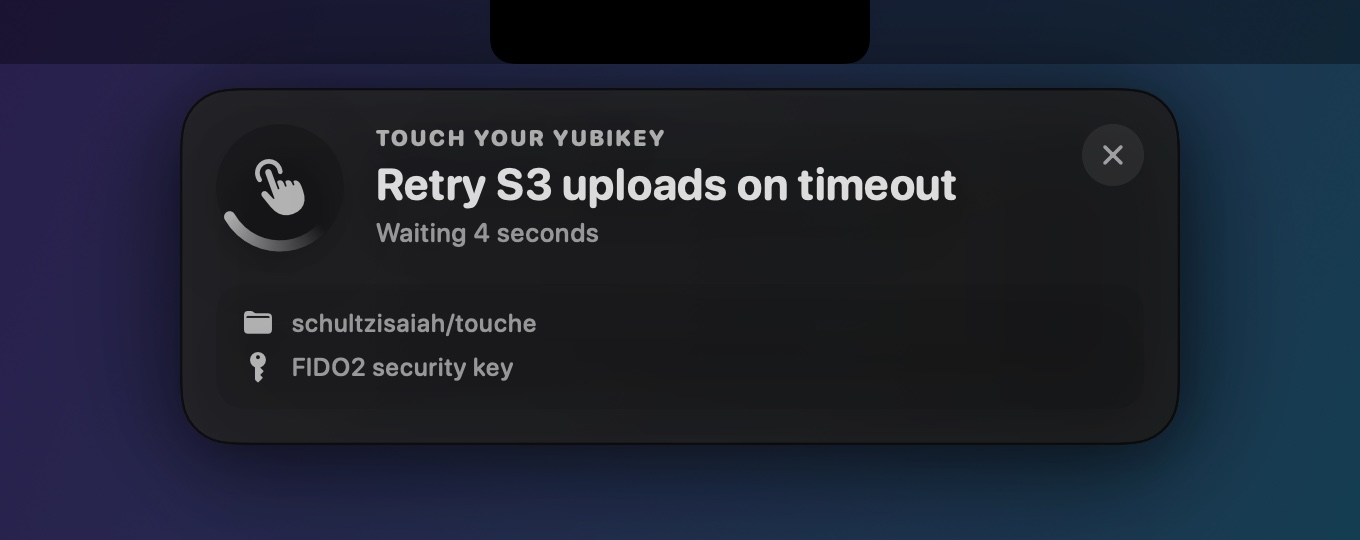 TOUCH YOUR YUBIKEY
Retry S3 uploads on timeout
Waiting 4 seconds
schultzisaiah/touche
FIDO2 security key